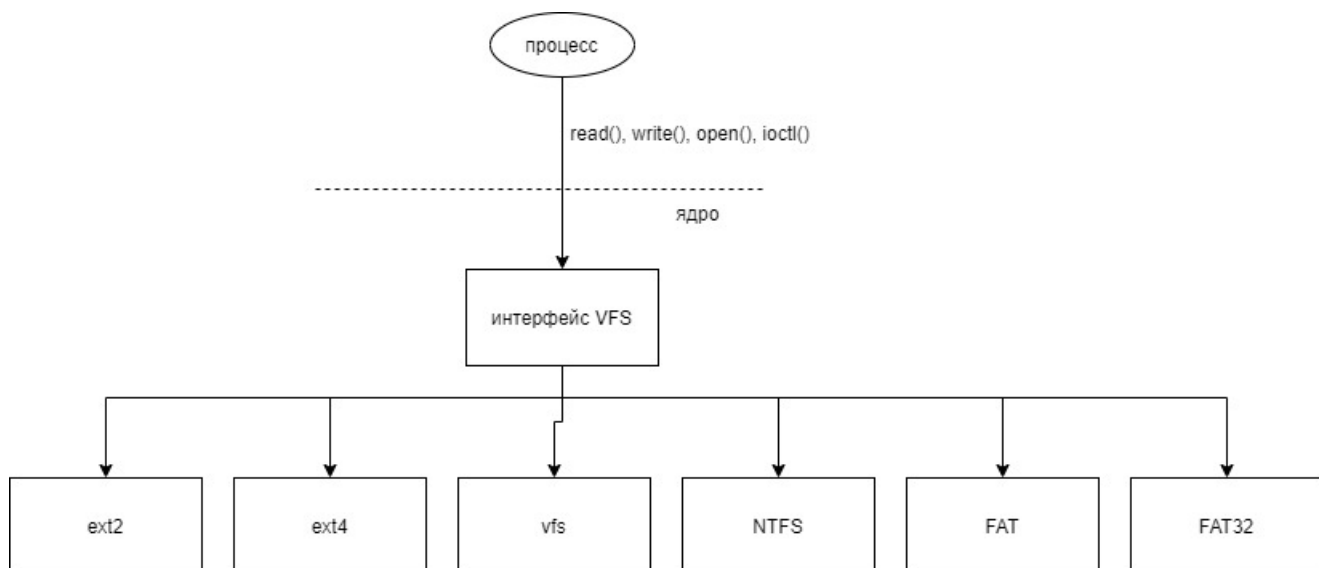 процесс
read(), write(), open(), ioctl()
ядро
интерфейс VFS
ext2
ext4
vfs
NTFS
FAT
FAT32